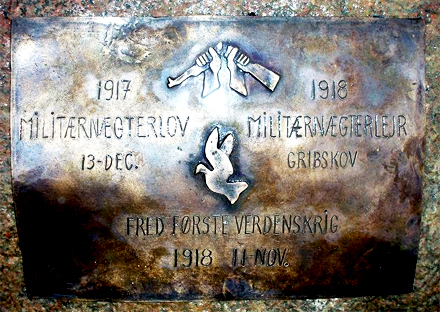 1917 1918
MILITÆRNÆGTERLOV MILITÆRNÆGTERLEJR
13-DEC. GRIBSKOV
FRED FØRSTE VERDENSKRIG
1918 11-NOV.